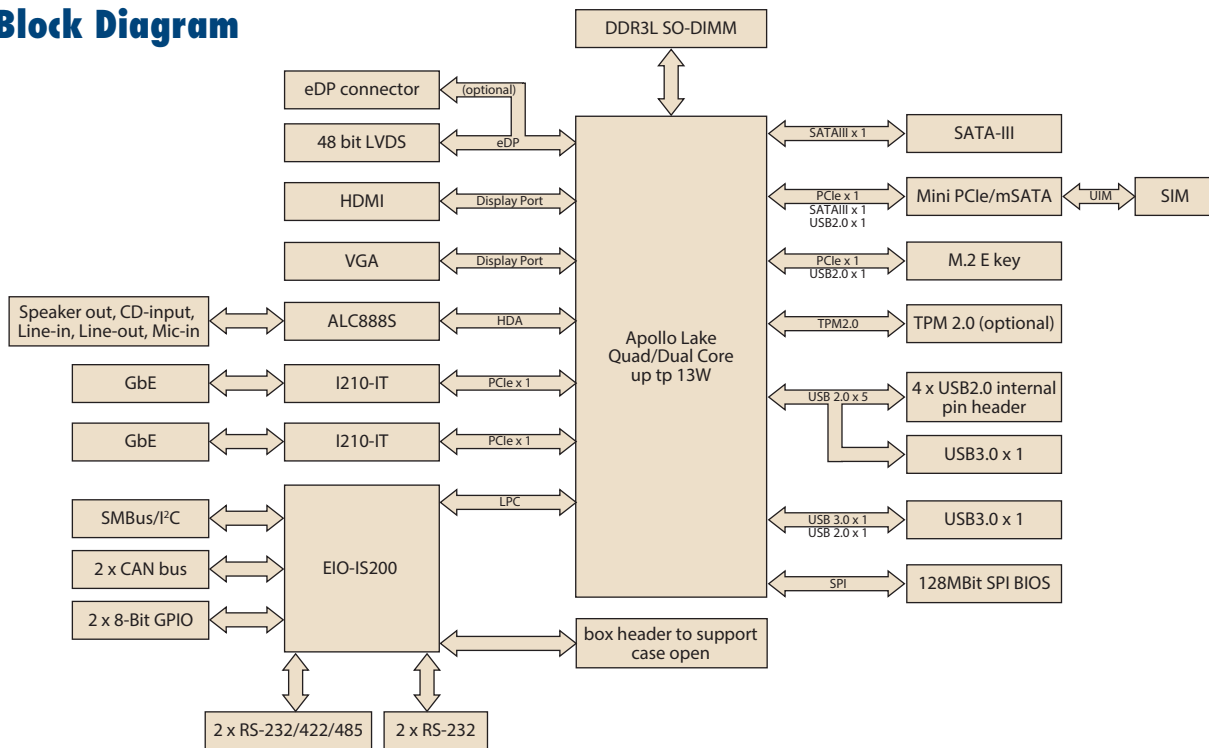 Block Diagram
DDR3L SO-DIMM
eDP connector
(optional)
48 bit LVDS
eDP
HDMI
Display Port
VGA
Display Port
Speaker out, CD-input,
Line-in, Line-out, Mic-in
ALC888S
HDA
GbE
I210-IT
PCIe x 1
GbE
I210-IT
PCIe x 1
SMBus/I²C
2 x CAN bus
2 x 8-Bit GPIO
EIO-IS200
LPC
2 x RS-232/422/485
2 x RS-232
box header to support
case open
Apollo Lake
Quad/Dual Core
up tp 13W
SATAIII x 1
SATA-III
PCIe x 1
SATAIII x 1
USB2.0 x 1
Mini PCIe/mSATA
UIM
SIM
PCIe x 1
USB2.0 x 1
M.2 E key
TPM2.0
TPM 2.0 (optional)
USB 2.0 x 5
4 x USB2.0 internal
pin header
USB3.0 x 1
USB 3.0 x 1
USB 2.0 x 1
USB3.0 x 1
SPI
128MBit SPI BIOS